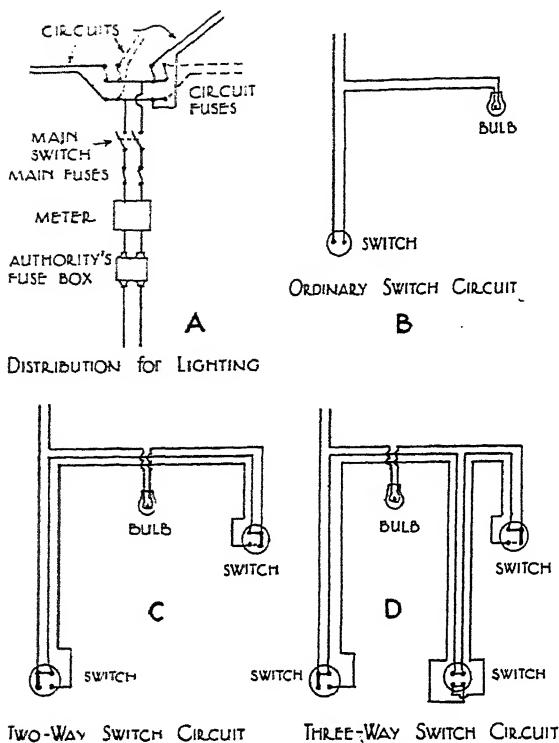 CIRCUITS
CIRCUIT
FUSES
MAIN
SWITCH
MAIN FUSES
METER
AUTHORITY'S
FUSE BOX
A
DISTRIBUTION for LIGHTING
BULB
SWITCH
ORDINARY SWITCH CIRCUIT
B
BULB
SWITCH
C
SWITCH
TWO-WAY SWITCH CIRCUIT
BULB
SWITCH
D
SWITCH
SWITCH
THREE-WAY SWITCH CIRCUIT